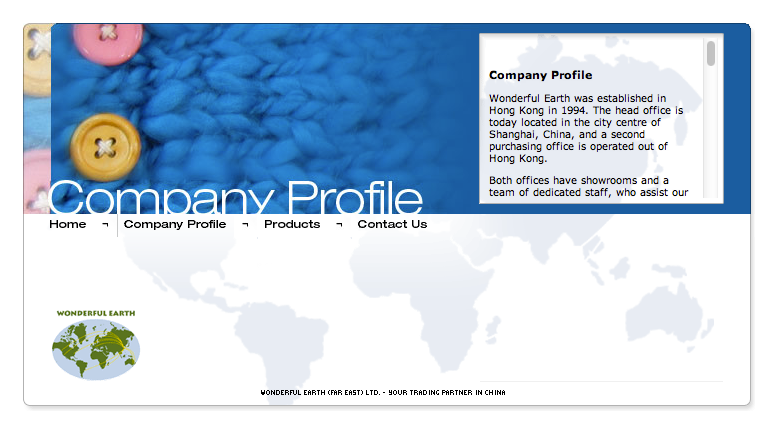 Company Profile
Wonderful Earth was established in
Hong Kong in 1994. The head office is
today located in the city centre of
Shanghai, China, and a second
purchasing office is operated out of
Hong Kong.
Both offices have showrooms and a
team of dedicated staff, who assist our
Company Profile
Home ¬ Company Profile ¬ Products ¬ Contact Us
WONDERFUL EARTH
WONDERFUL EARTH (FAR EAST) LTD. - YOUR TRADING PARTNER IN CHINA